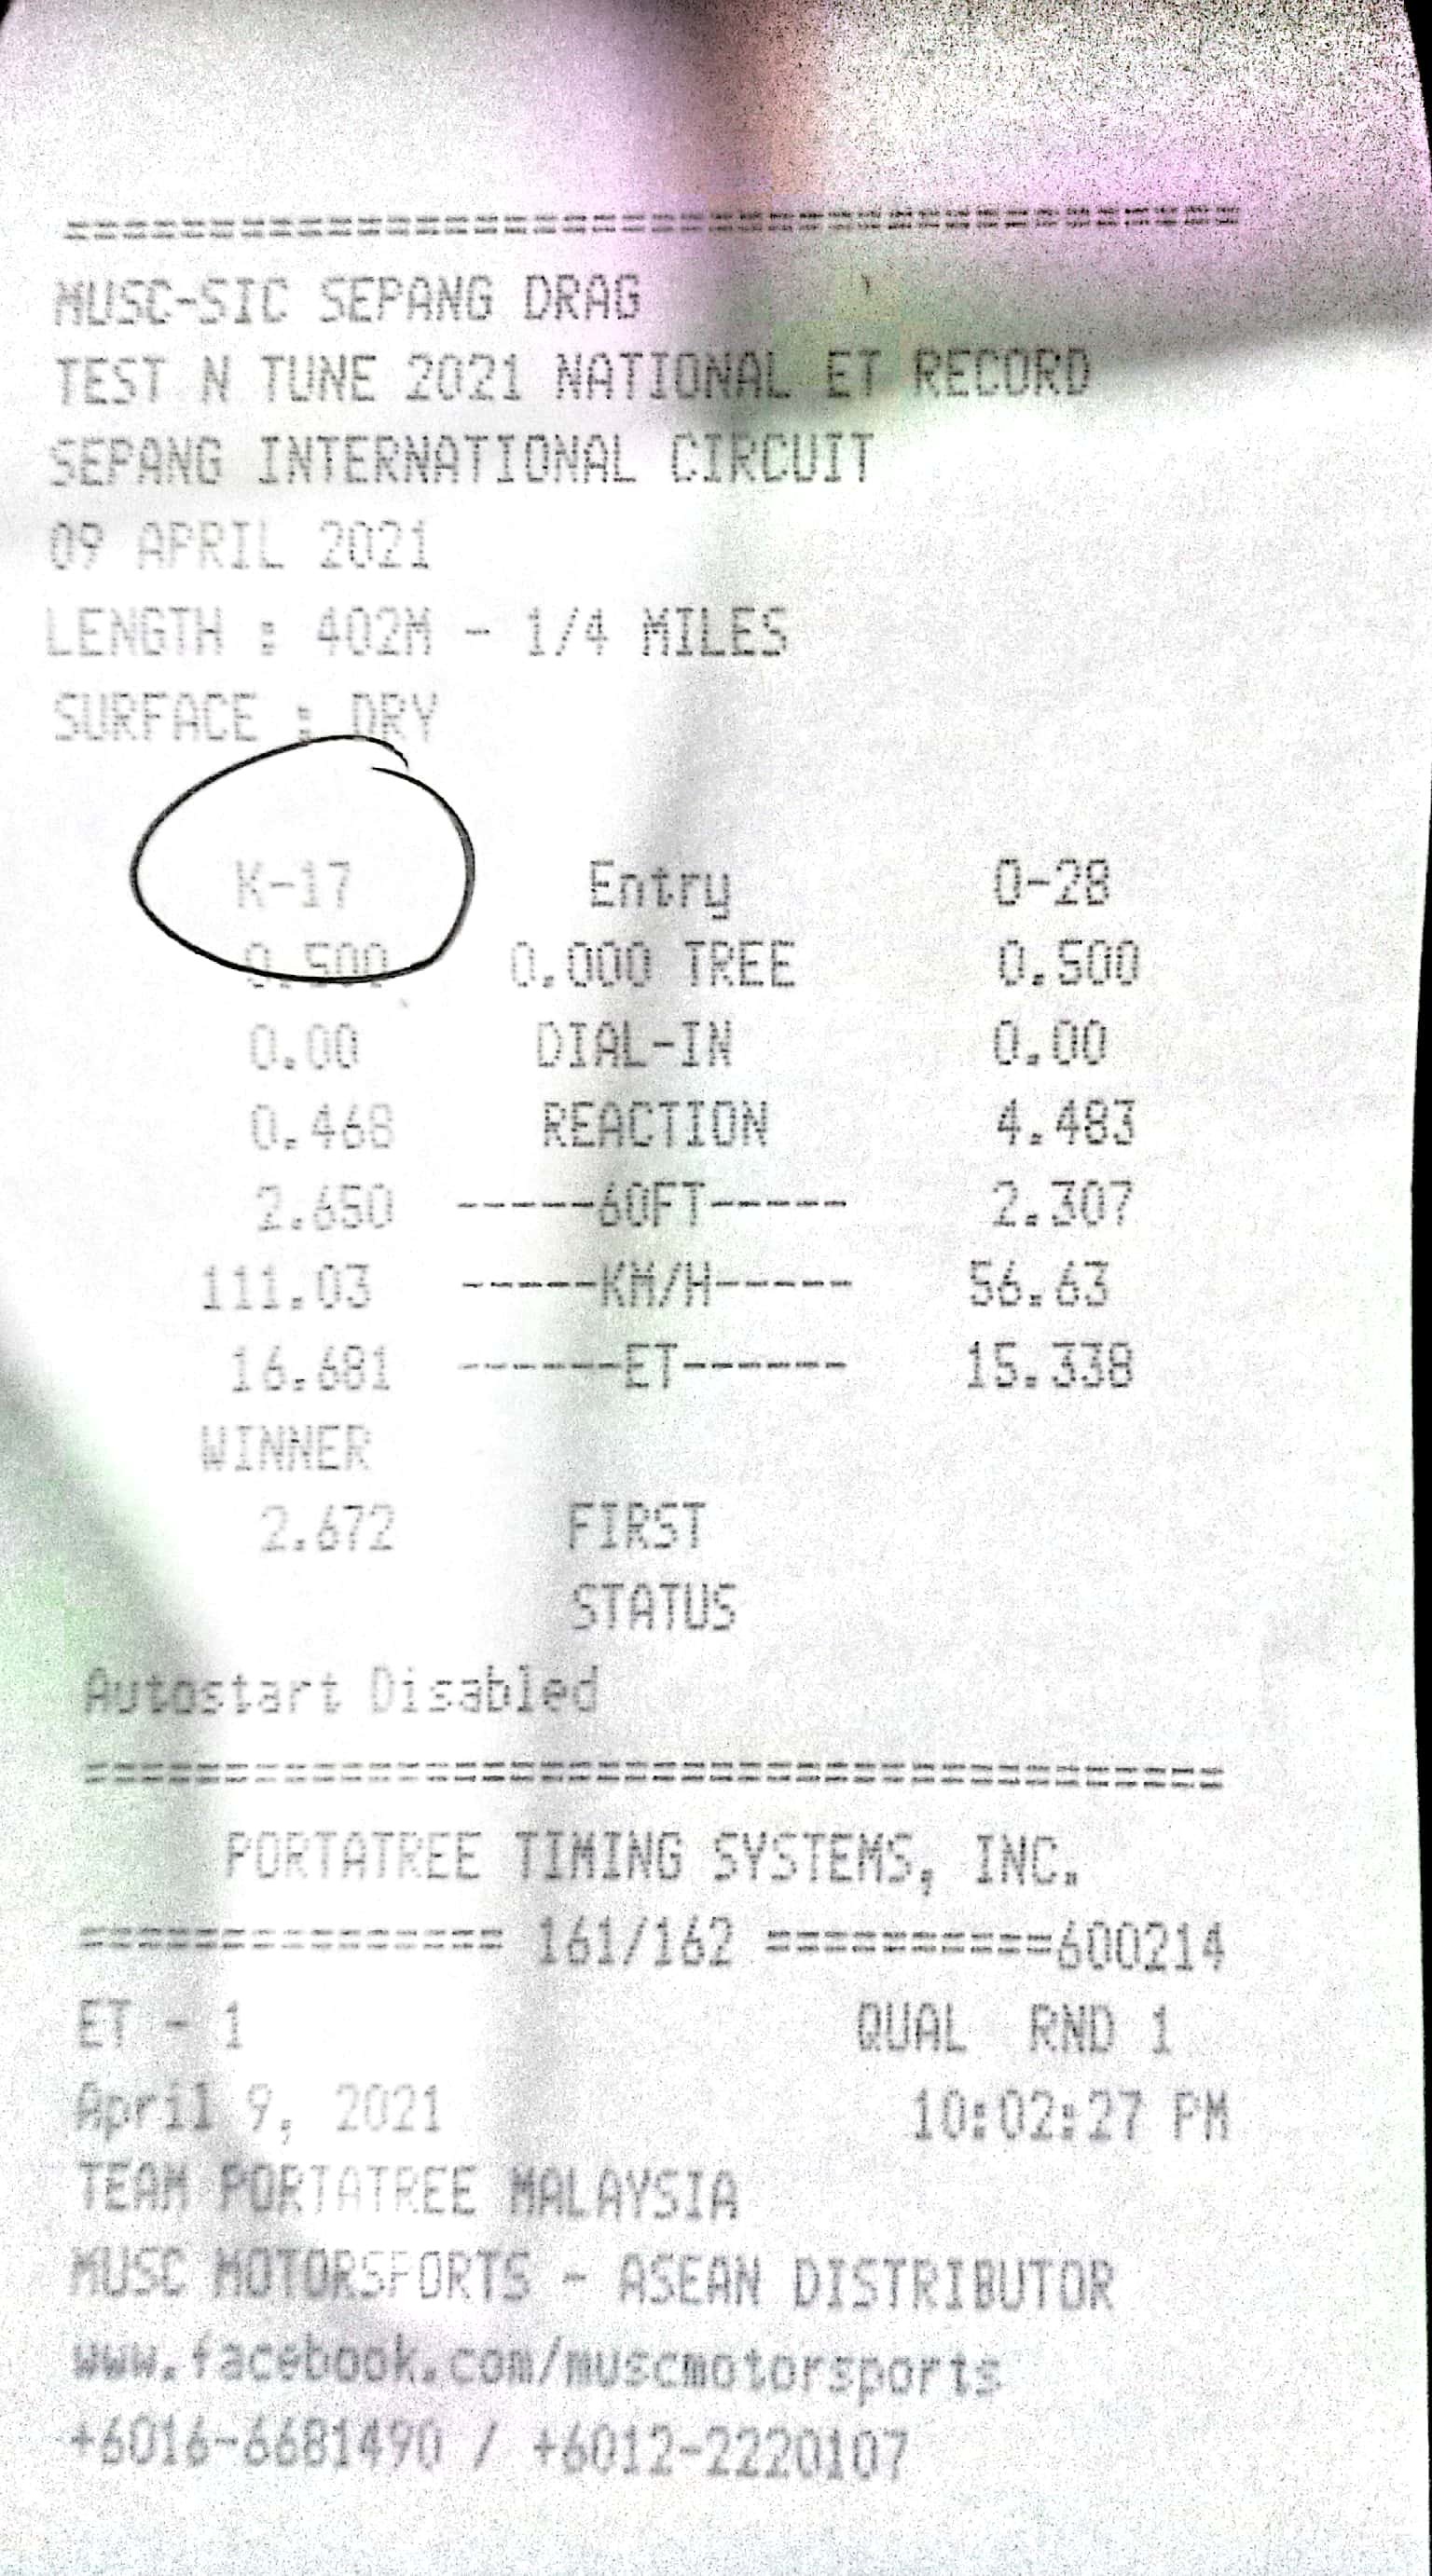 ========================================
MUSC-SIC SEPANG DRAG
TEST N TUNE 2021 NATIONAL ET RECORD
SEPANG INTERNATIONAL CIRCUIT
09 APRIL 2021
LENGTH : 402M - 1/4 MILES
SURFACE : DRY
K-17 Entry O-28
0.500 0.000 TREE 0.500
0.00 DIAL-IN 0.00
0.468 REACTION 4.483
2.650 -----60FT----- 2.307
111.03 -----KM/H----- 56.63
16.681 ------ET------ 15.338
WINNER
2.672 FIRST
STATUS
Autostart Disabled
========================================
PORTATREE TIMING SYSTEMS, INC.
=============== 161/162 ==========600214
ET - 1 QUAL RND 1
April 9, 2021 10:02:27 PM
TEAM PORTATREE MALAYSIA
MUSC MOTORSPORTS - ASEAN DISTRIBUTOR
www.facebook.com/muscmotorsports
+6016-6681490 / +6012-2220107